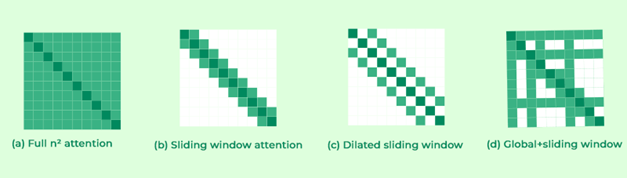 (a) Full n² attention
(b) Sliding window attention
(c) Dilated sliding window
(d) Global+sliding window